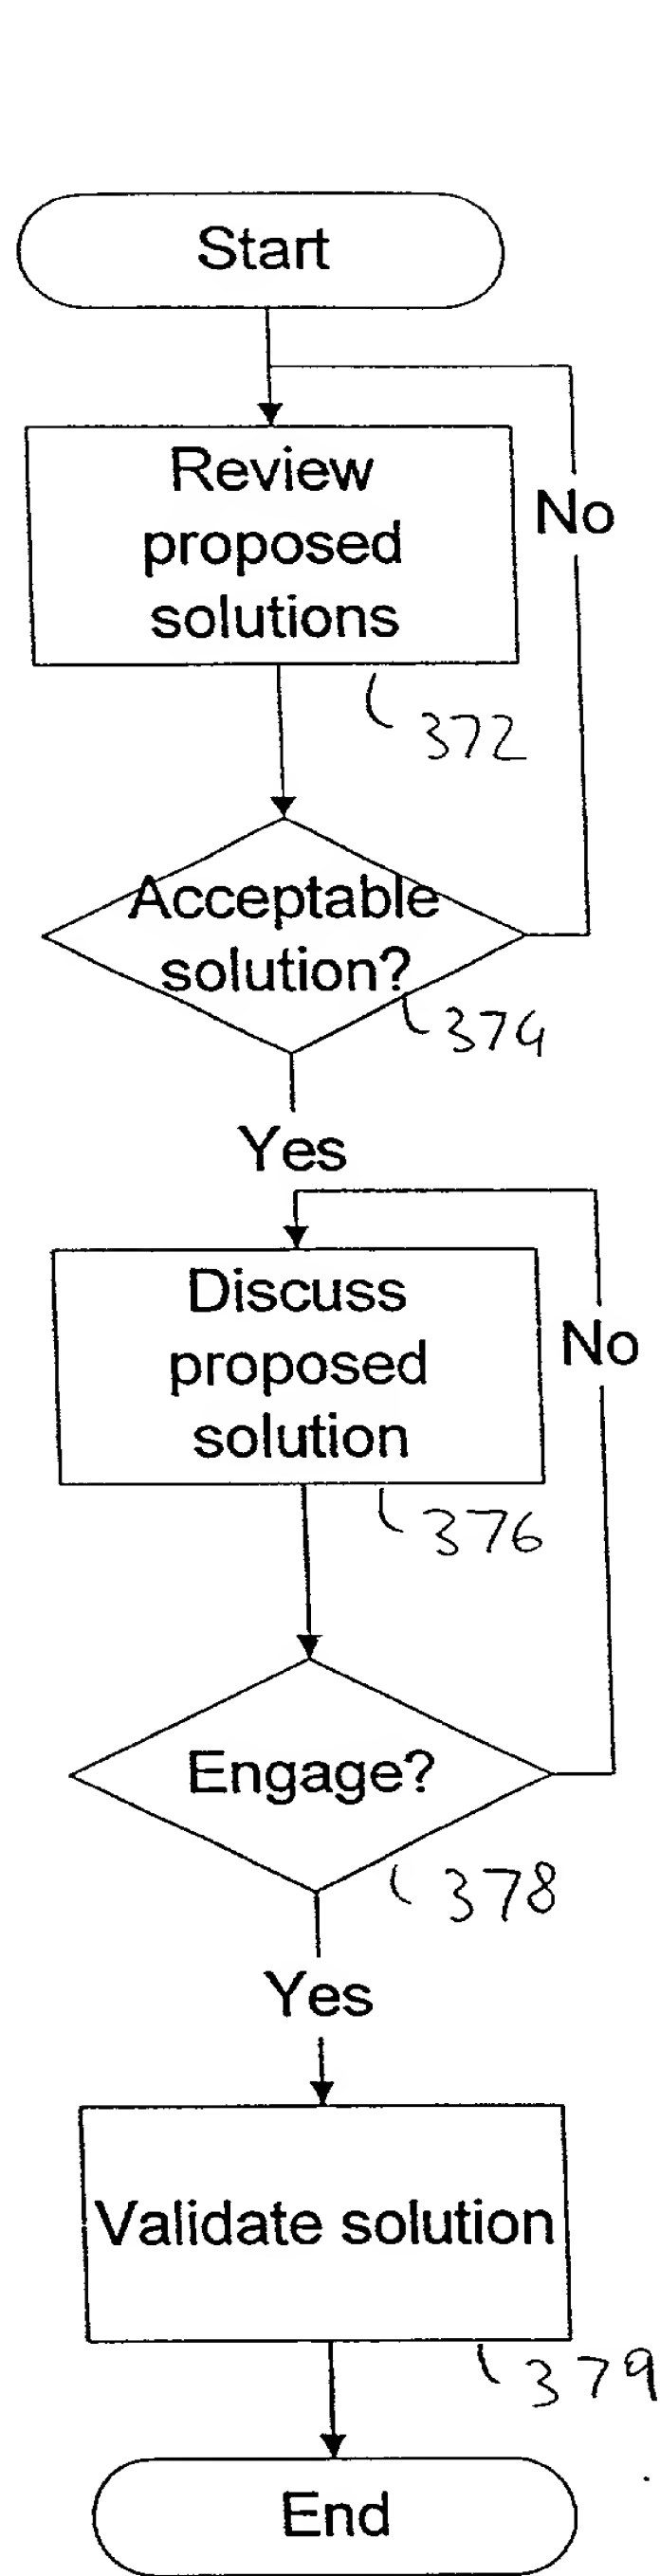 Start
Review
proposed
solutions
No
372
Acceptable
solution?
374
Yes
Discuss
proposed
solution
No
376
Engage?
378
Yes
Validate solution
379
End